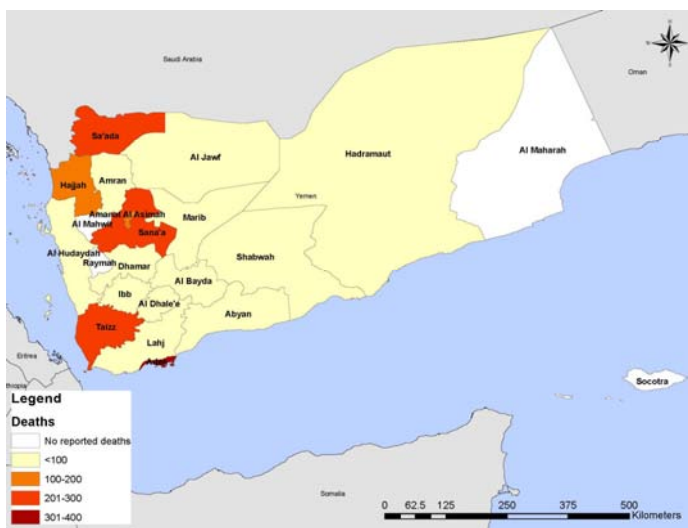 Saudi Arabia
Oman
Sa'ada
Al Jawf
Al Maharah
Hadramaut
Hajjah
Amran
Yemen
Amanat Al Asimah
Marib
Al Mahwit
Sana'a
Al Hudaydah
Raymah
Dhamar
Shabwah
Al Bayda
Ibb
Al Dhale'e
Abyan
Taizz
Lahj
Eritrea
Socotra
Legend
Deaths
No reported deaths
<100
100-200
201-300
301-400
Somalia
0 62.5 125 250 375 500
Kilometers